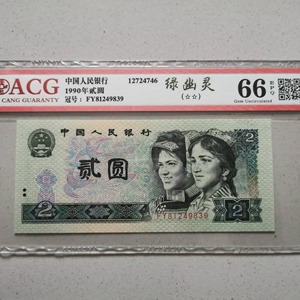 ACG
CANG GUARANTY
中国人民银行
1990年贰圆
冠号：FY81249839
12724746
绿幽灵
(☆☆)
66 EPQ
Gem Uncirculated
中国人民银行
2
贰圆
FY81249839
2
2